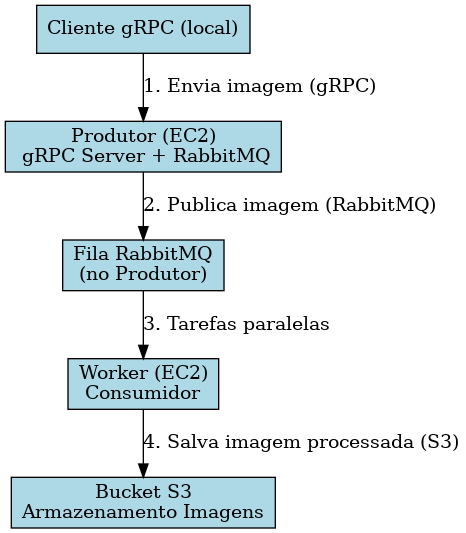 Cliente gRPC (local)
1. Envia imagem (gRPC)
Produtor (EC2)
gRPC Server + RabbitMQ
2. Publica imagem (RabbitMQ)
Fila RabbitMQ
(no Produtor)
3. Tarefas paralelas
Worker (EC2)
Consumidor
4. Salva imagem processada (S3)
Bucket S3
Armazenamento Imagens